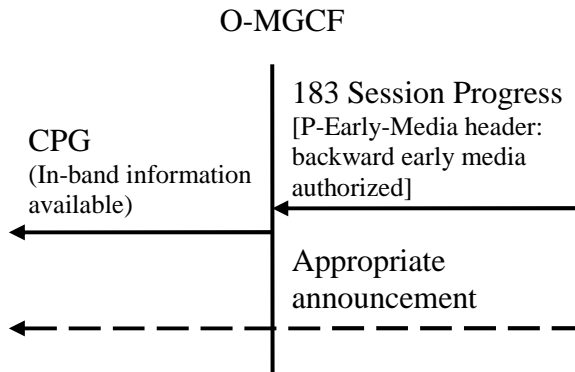 O-MGCF
183 Session Progress
[P-Early-Media header:
backward early media
authorized]
CPG
(In-band information
available)
Appropriate
announcement